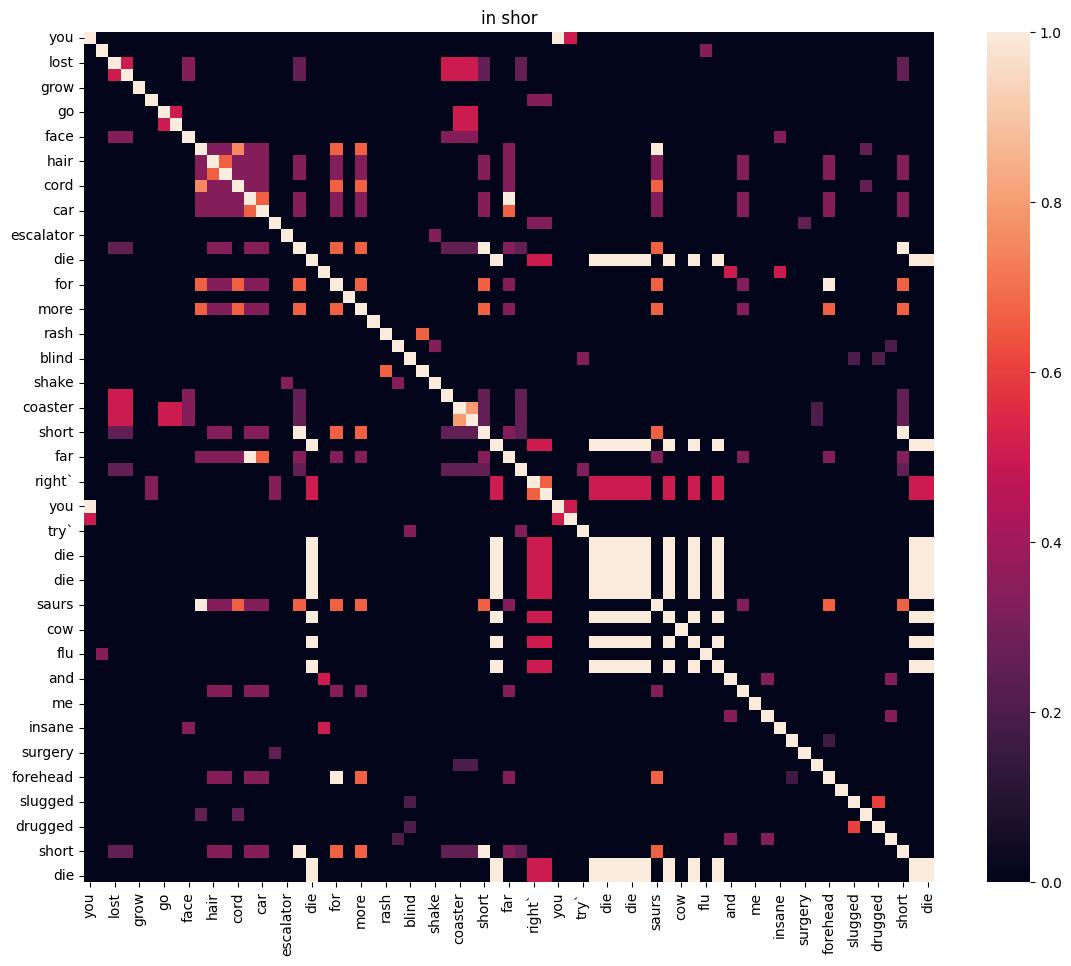 in shor
you
lost
grow
go
face
hair
cord
car
escalator
die
for
more
rash
blind
shake
coaster
short
far
right`
you
try`
die
die
saurs
cow
flu
and
me
insane
surgery
forehead
slugged
drugged
short
die
1.0
0.8
0.6
0.4
0.2
0.0
you
lost
grow
go
face
hair
cord
car
escalator
die
for
more
rash
blind
shake
coaster
short
far
right`
you
try`
die
die
saurs
cow
flu
and
me
insane
surgery
forehead
slugged
drugged
short
die